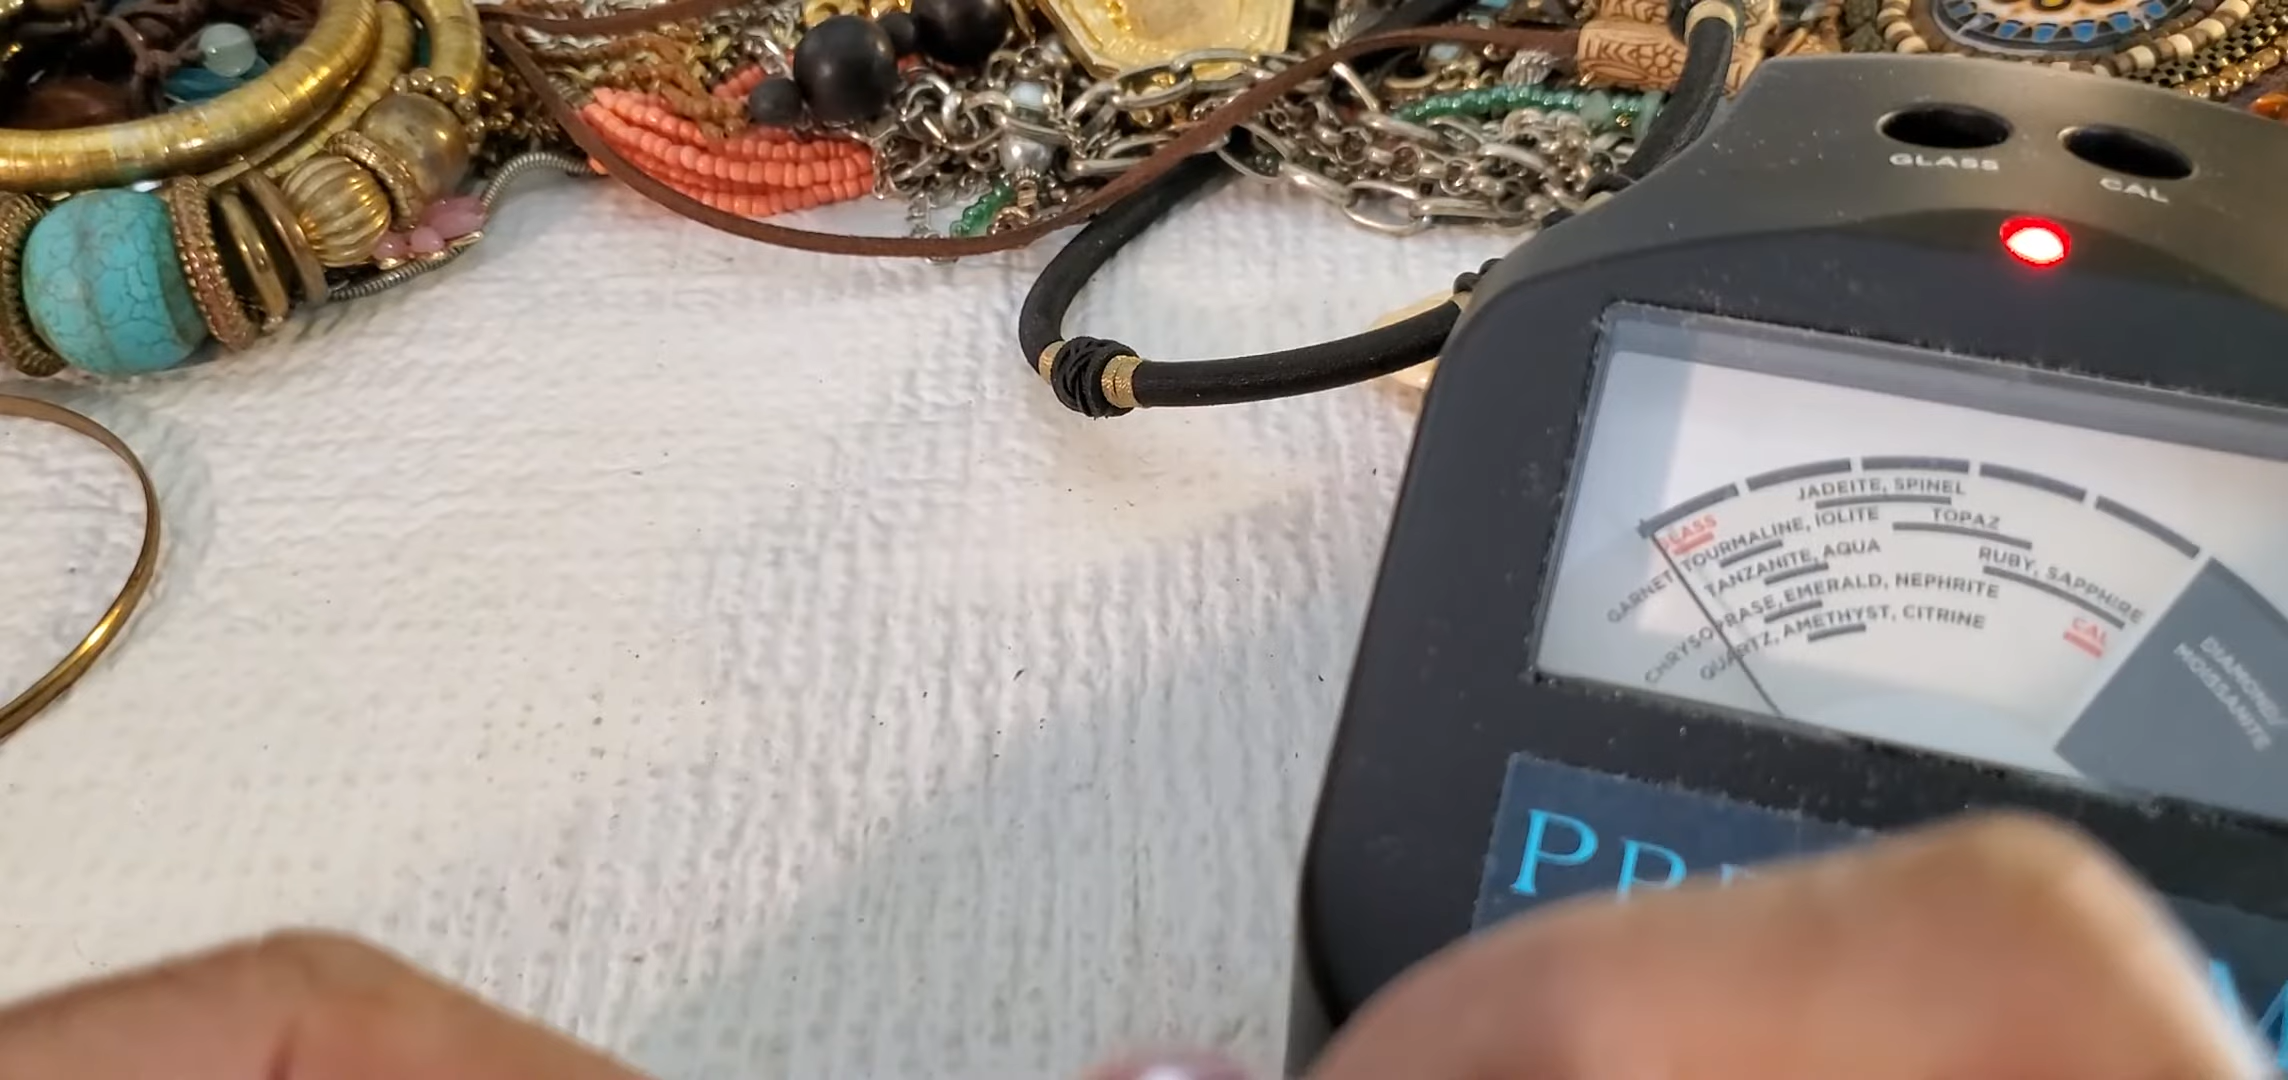 GLASS CAL
JADEITE, SPINEL
GLASS TOURMALINE, IOLITE TOPAZ
GARNET TANZANITE, AQUA RUBY, SAPPHIRE
CHRYSOPRASE, EMERALD, NEPHRITE
QUARTZ, AMETHYST, CITRINE CAL
DIAMOND/
MOISSANITE